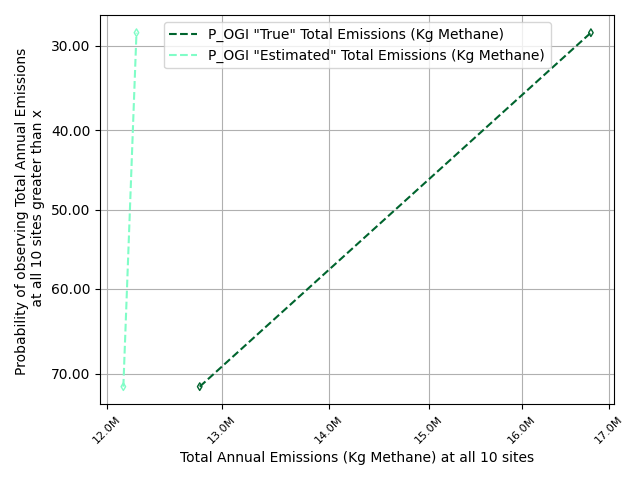 P_OGI "True" Total Emissions (Kg Methane)
P_OGI "Estimated" Total Emissions (Kg Methane)
Probability of observing Total Annual Emissions
at all 10 sites greater than x
30.00
40.00
50.00
60.00
70.00
12.0M
13.0M
14.0M
15.0M
16.0M
17.0M
Total Annual Emissions (Kg Methane) at all 10 sites